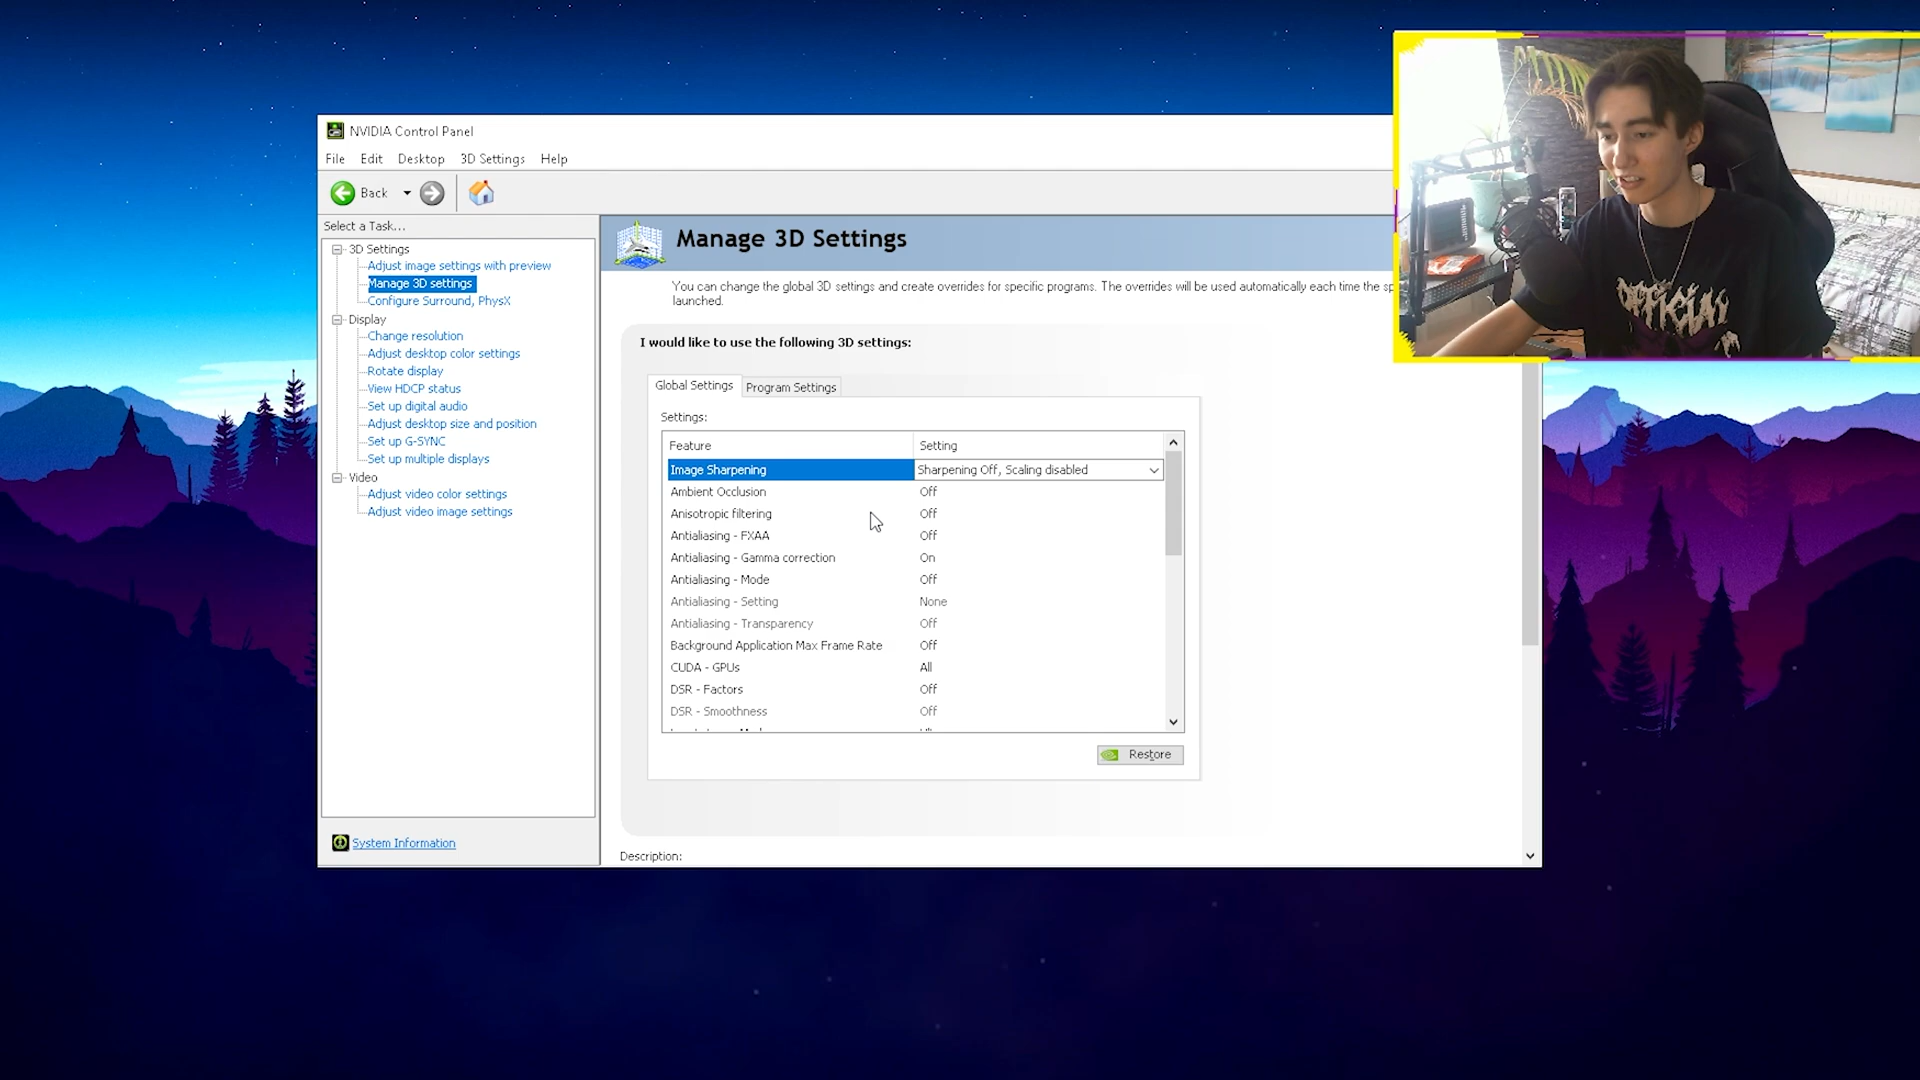 NVIDIA Control Panel
File Edit Desktop 3D Settings Help
Back
Select a Task...
3D Settings
Adjust image settings with preview
Manage 3D settings
Configure Surround, PhysX
Display
Change resolution
Adjust desktop color settings
Rotate display
View HDCP status
Set up digital audio
Adjust desktop size and position
Set up G-SYNC
Set up multiple displays
Video
Adjust video color settings
Adjust video image settings
System Information
Manage 3D Settings
You can change the global 3D settings and create overrides for specific programs. The overrides will be used automatically each time the sp
launched.
I would like to use the following 3D settings:
Global Settings Program Settings
Settings:
Feature Setting
Image Sharpening Sharpening Off, Scaling disabled
Ambient Occlusion Off
Anisotropic filtering Off
Antialiasing - FXAA Off
Antialiasing - Gamma correction On
Antialiasing - Mode Off
Antialiasing - Setting None
Antialiasing - Transparency Off
Background Application Max Frame Rate Off
CUDA - GPUs All
DSR - Factors Off
DSR - Smoothness Off
Restore
Description:
OFFICIAL